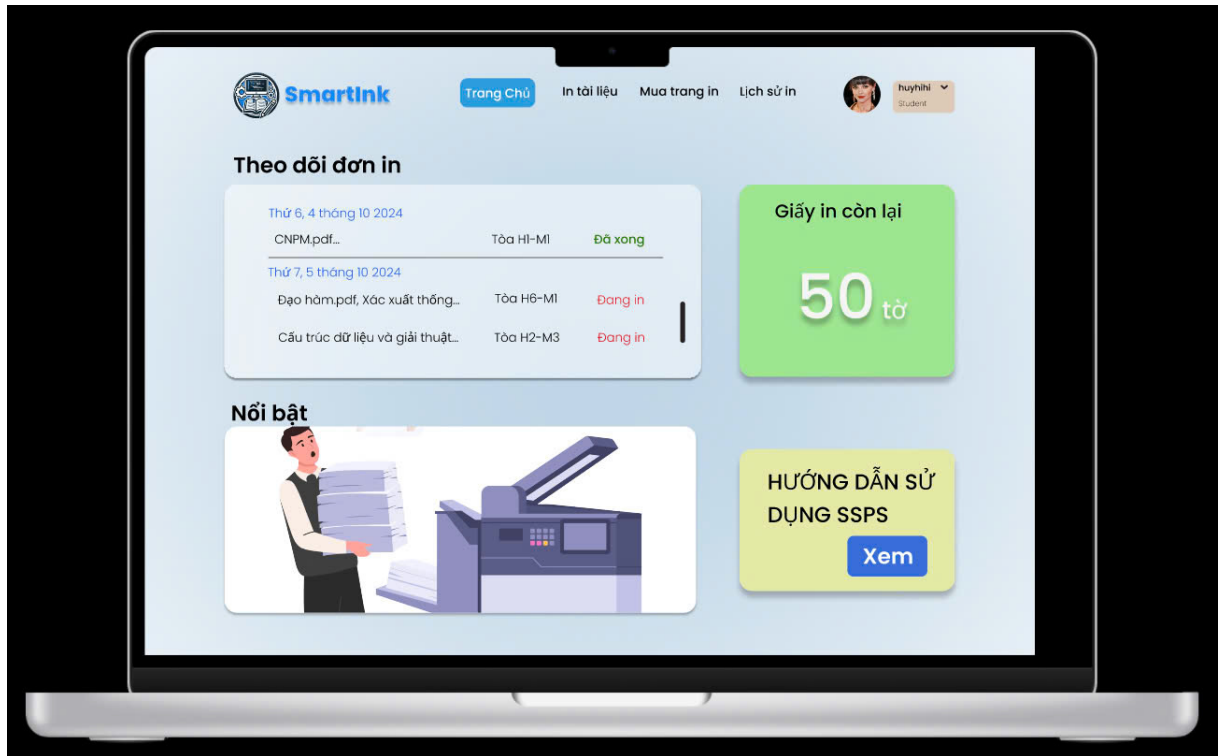 SmartInk
Trang Chủ
In tài liệu
Mua trang in
Lịch sử in
huyhihi
Student
Theo dõi đơn in
Thứ 6, 4 tháng 10 2024
CNPM.pdf... Tòa H1-M1 Đã xong
Thứ 7, 5 tháng 10 2024
Đạo hàm.pdf, Xác xuất thống... Tòa H6-M1 Đang in
Cấu trúc dữ liệu và giải thuật... Tòa H2-M3 Đang in
Giấy in còn lại
50 tờ
Nổi bật
HƯỚNG DẪN SỬ
DỤNG SSPS
Xem